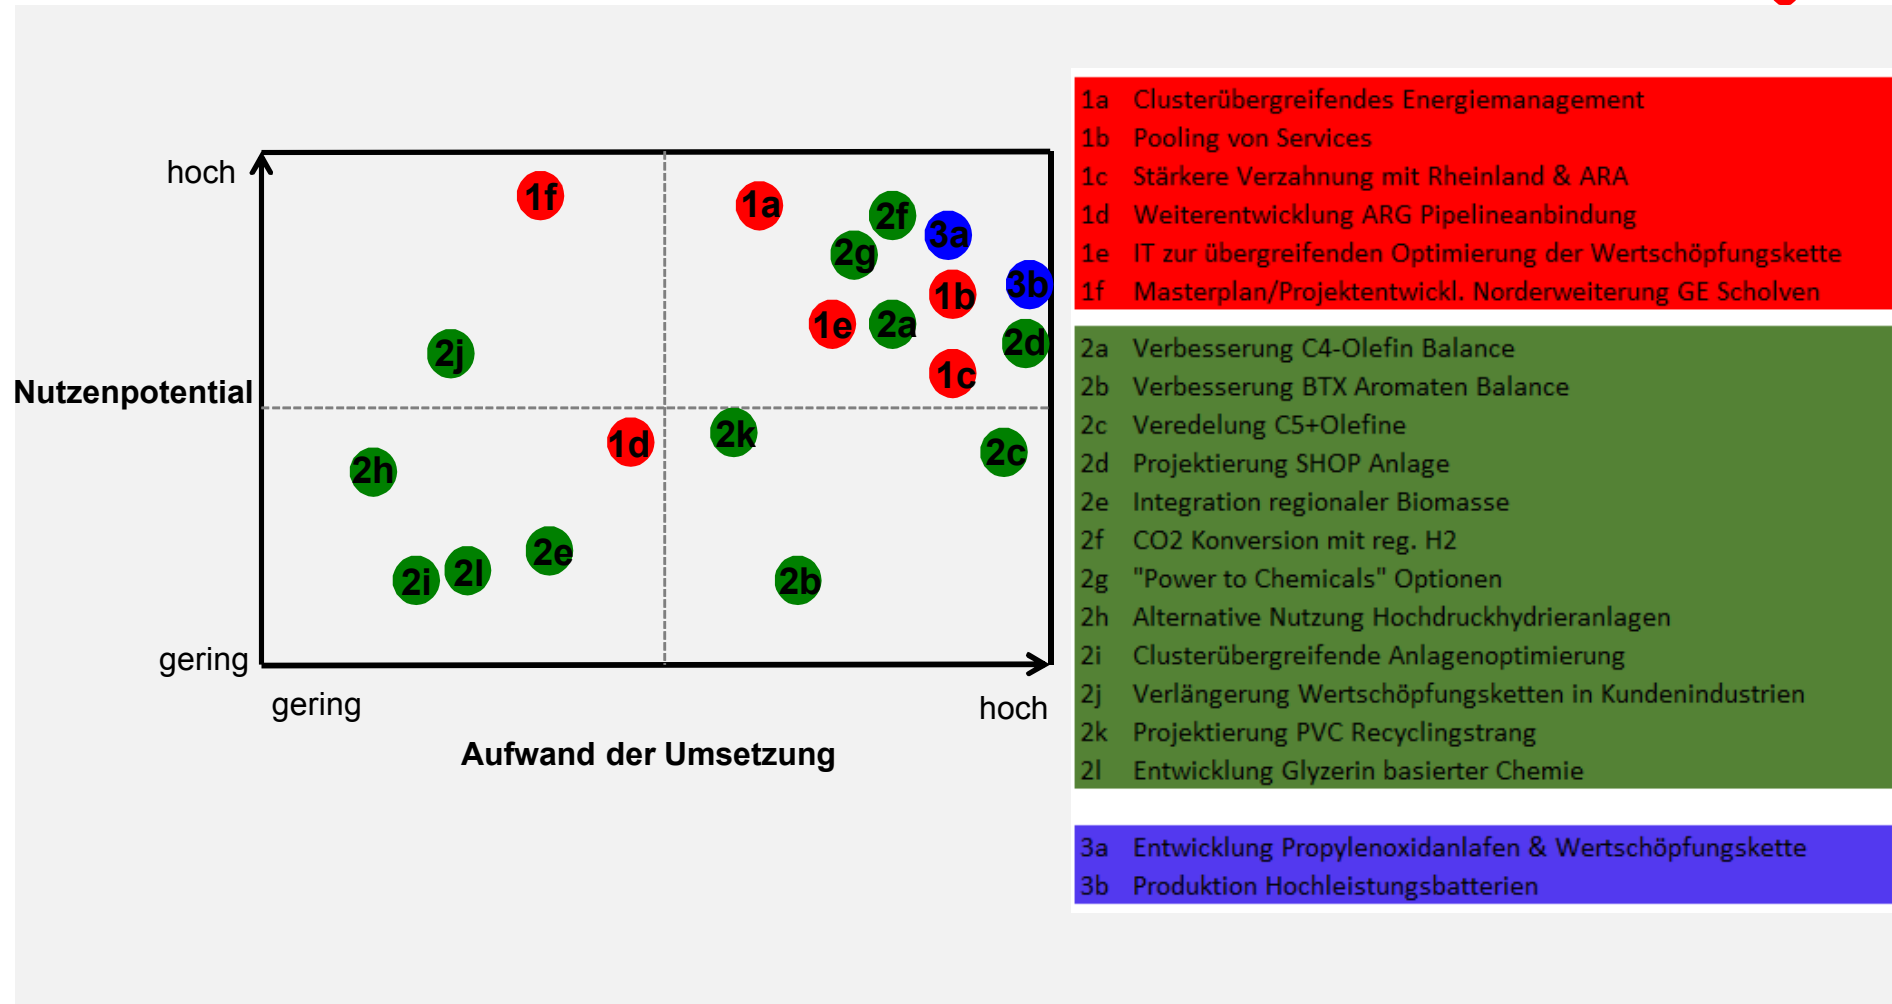 hoch
Nutzenpotential
gering
gering
hoch
Aufwand der Umsetzung
1f
1a
2f
3a
2g
3b
1b
1e
2a
2d
2j
1c
2k
1d
2c
2h
2e
2l
2i
2b
1a Clusterübergreifendes Energiemanagement
1b Pooling von Services
1c Stärkere Verzahnung mit Rheinland & ARA
1d Weiterentwicklung ARG Pipelineanbindung
1e IT zur übergreifenden Optimierung der Wertschöpfungskette
1f Masterplan/Projektentwickl. Norderweiterung GE Scholven
2a Verbesserung C4-Olefin Balance
2b Verbesserung BTX Aromaten Balance
2c Veredelung C5+Olefine
2d Projektierung SHOP Anlage
2e Integration regionaler Biomasse
2f CO2 Konversion mit reg. H2
2g "Power to Chemicals" Optionen
2h Alternative Nutzung Hochdruckhydrieranlagen
2i Clusterübergreifende Anlagenoptimierung
2j Verlängerung Wertschöpfungsketten in Kundenindustrien
2k Projektierung PVC Recyclingstrang
2l Entwicklung Glyzerin basierter Chemie
3a Entwicklung Propylenoxidanlafen & Wertschöpfungskette
3b Produktion Hochleistungsbatterien